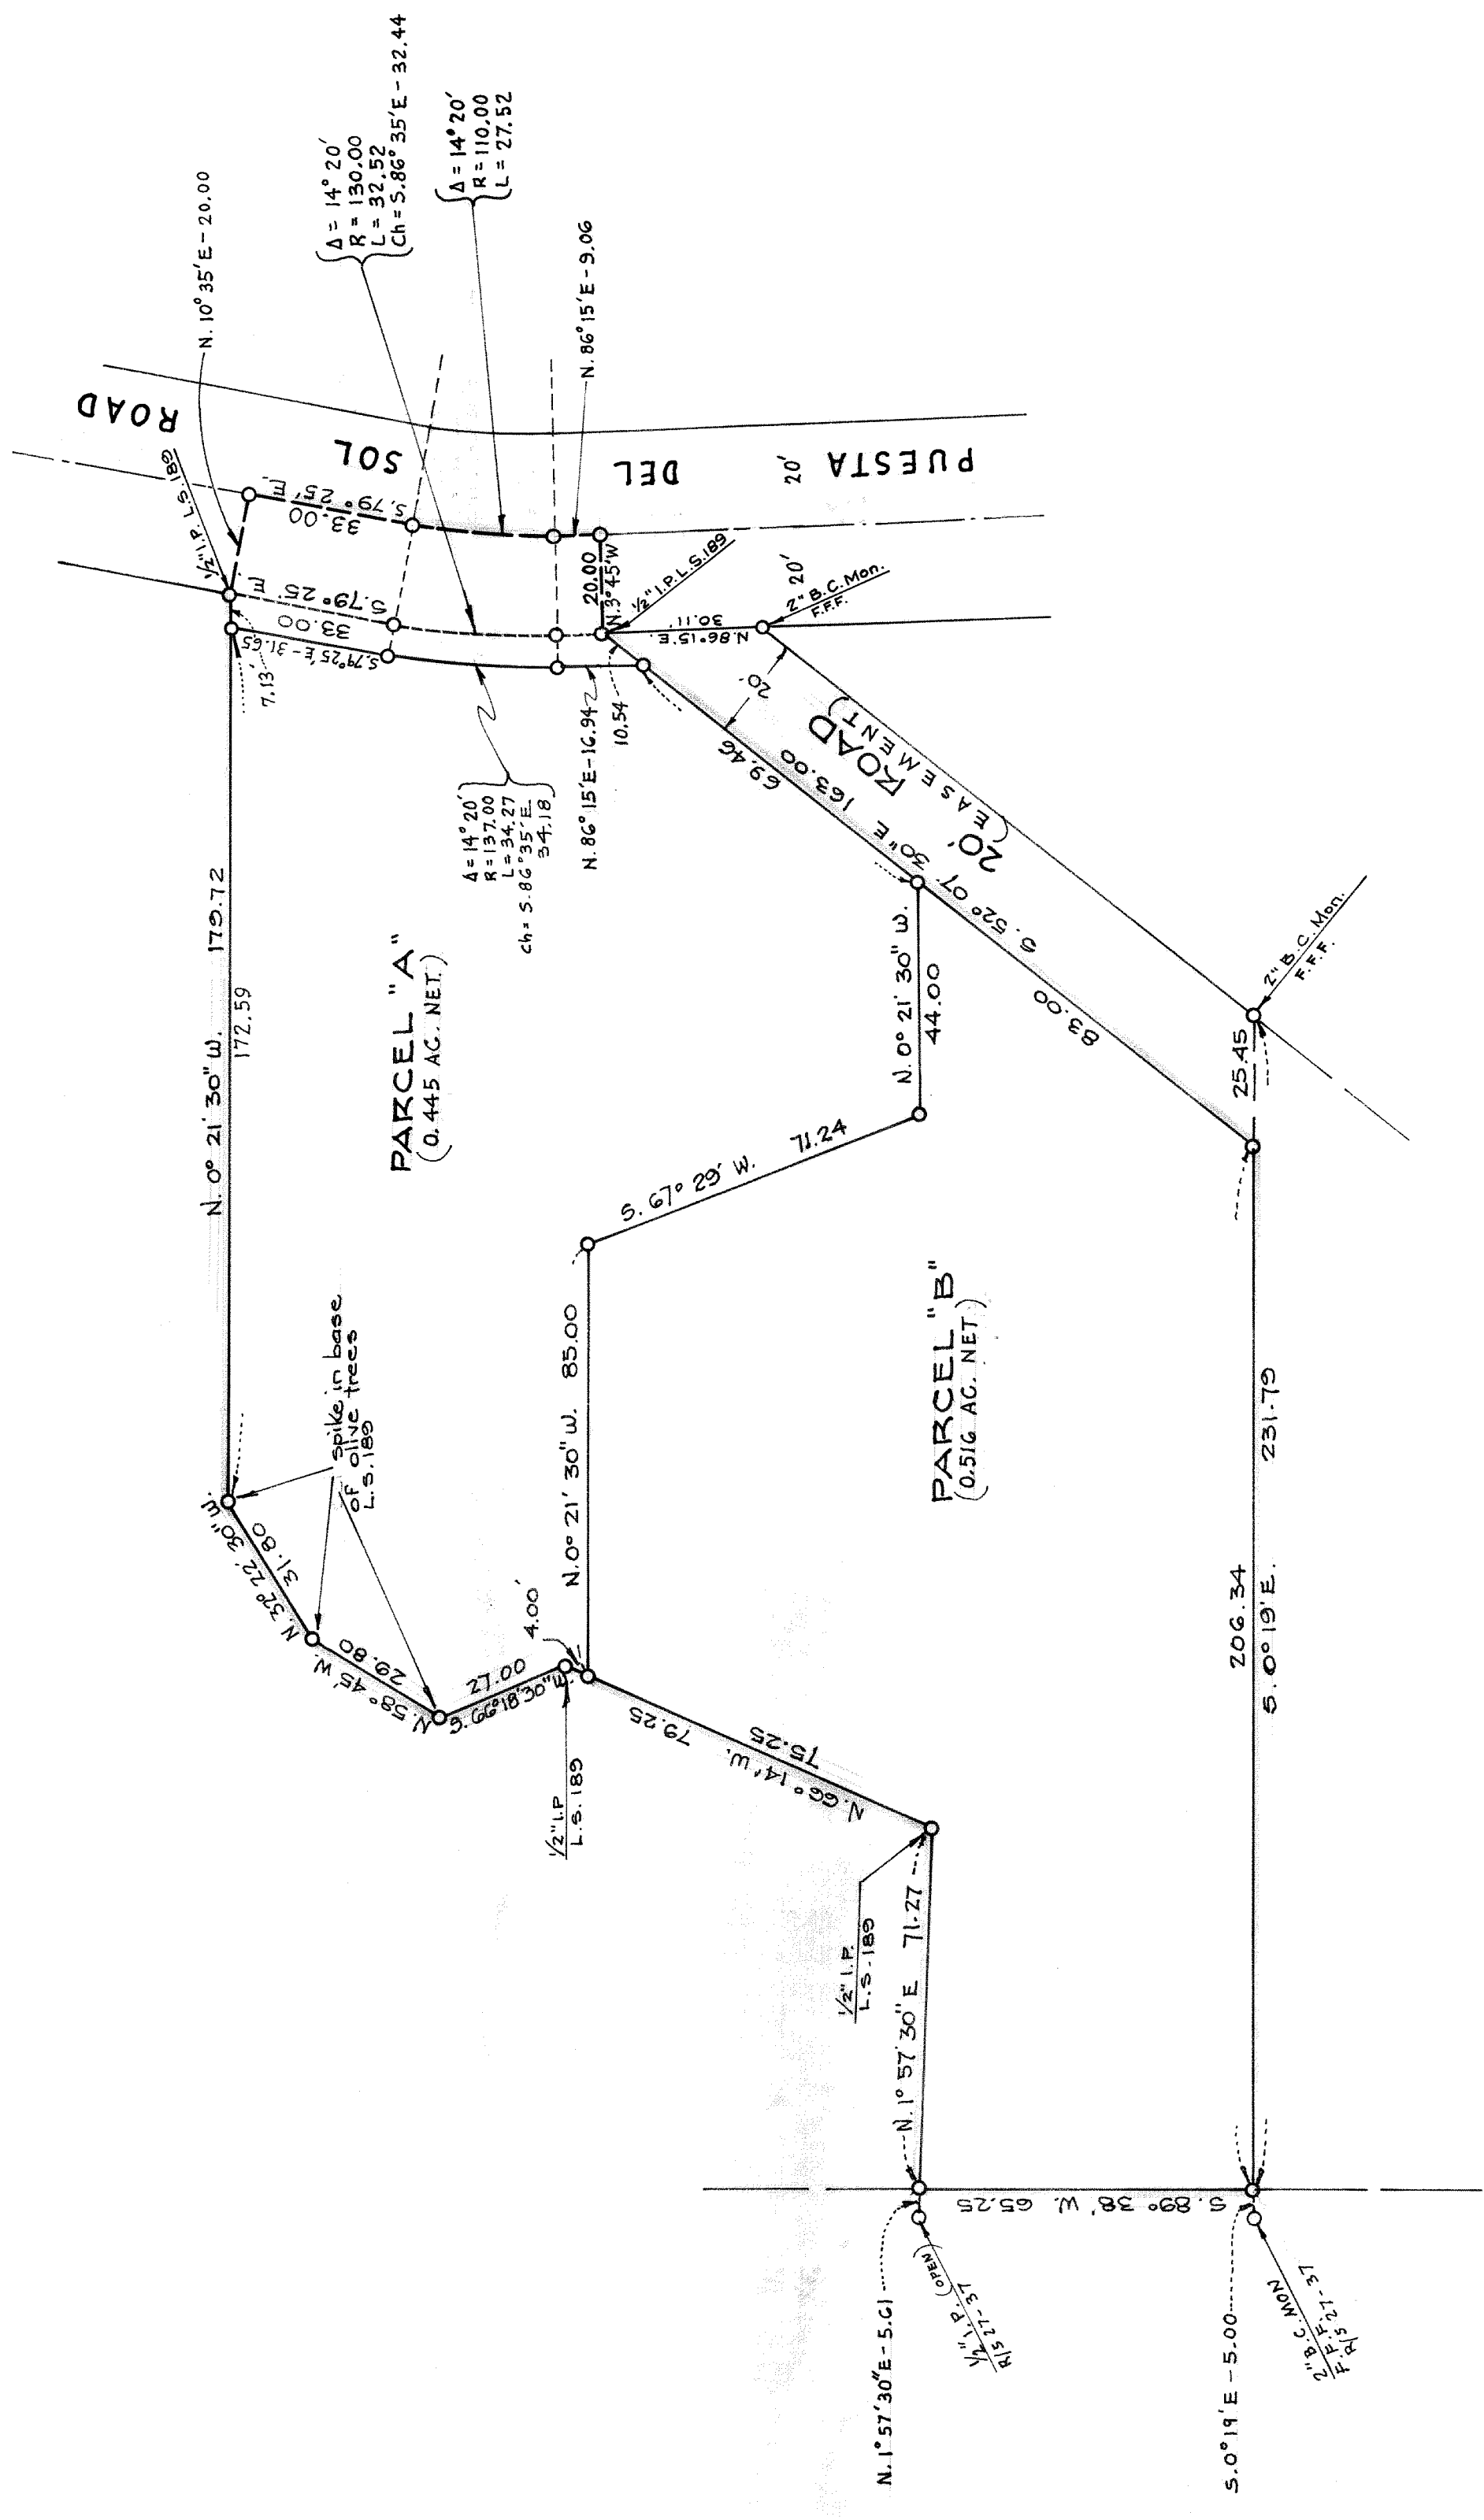 N. 10° 35' E - 20.00
Δ = 14° 20'
R = 130.00
L = 32.52
Ch = S. 86° 35' E - 32.44
Δ = 14° 20'
R = 110.00
L = 27.52
N. 86° 15' E - 9.06
PUESTA DEL SOL ROAD
20'
20'
1/2" I.P. L.S. 189
S. 79° 25' E.
33.00
S. 79° 25' E.
33.00
S. 79° 25' E - 31.65
7.13'
20.00
N. 3° 45' W
1/2" I.P. L.S. 189
N. 86° 15' E.
30.11'
2" B.C. Mon.
F.F.F.
Δ = 14° 20'
R = 137.00
L = 34.27
ch = S. 86° 35' E
34.18
N. 86° 15' E - 16.94
10.54
20'
20' ROAD
(EASEMENT)
69.46
163.00
S. 52° 07' 30" E
83.00
2" B.C. Mon.
F.F.F.
25.45
N. 0° 21' 30" W. 179.72
172.59
PARCEL "A"
(0.445 AC. NET.)
N. 0° 21' 30" W.
44.00
S. 67° 29' W. 71.24
N. 0° 21' 30" W. 85.00
spike in base
of olive trees
L.S. 189
N. 32° 22' 30" W.
31.80
N. 58° 45' W.
29.80
27.00
S. 66° 18' 30" W.
4.00'
1/2" I.P
L.S. 189
79.25
75.25
N. 66° 14' W.
PARCEL "B"
(0.516 AC. NET)
1/2" I.P.
L.S. 189
N. 1° 57' 30" E 71.27
206.34 231.79
S. 0° 19' E.
S. 89° 38' W. 65.25
N. 1° 57' 30" E - 5.61
1/2" I.P. (OPEN)
R/S 27-37
S. 0° 19' E - 5.00
2" B.C. MON
F.F.F.
R/S 27-37